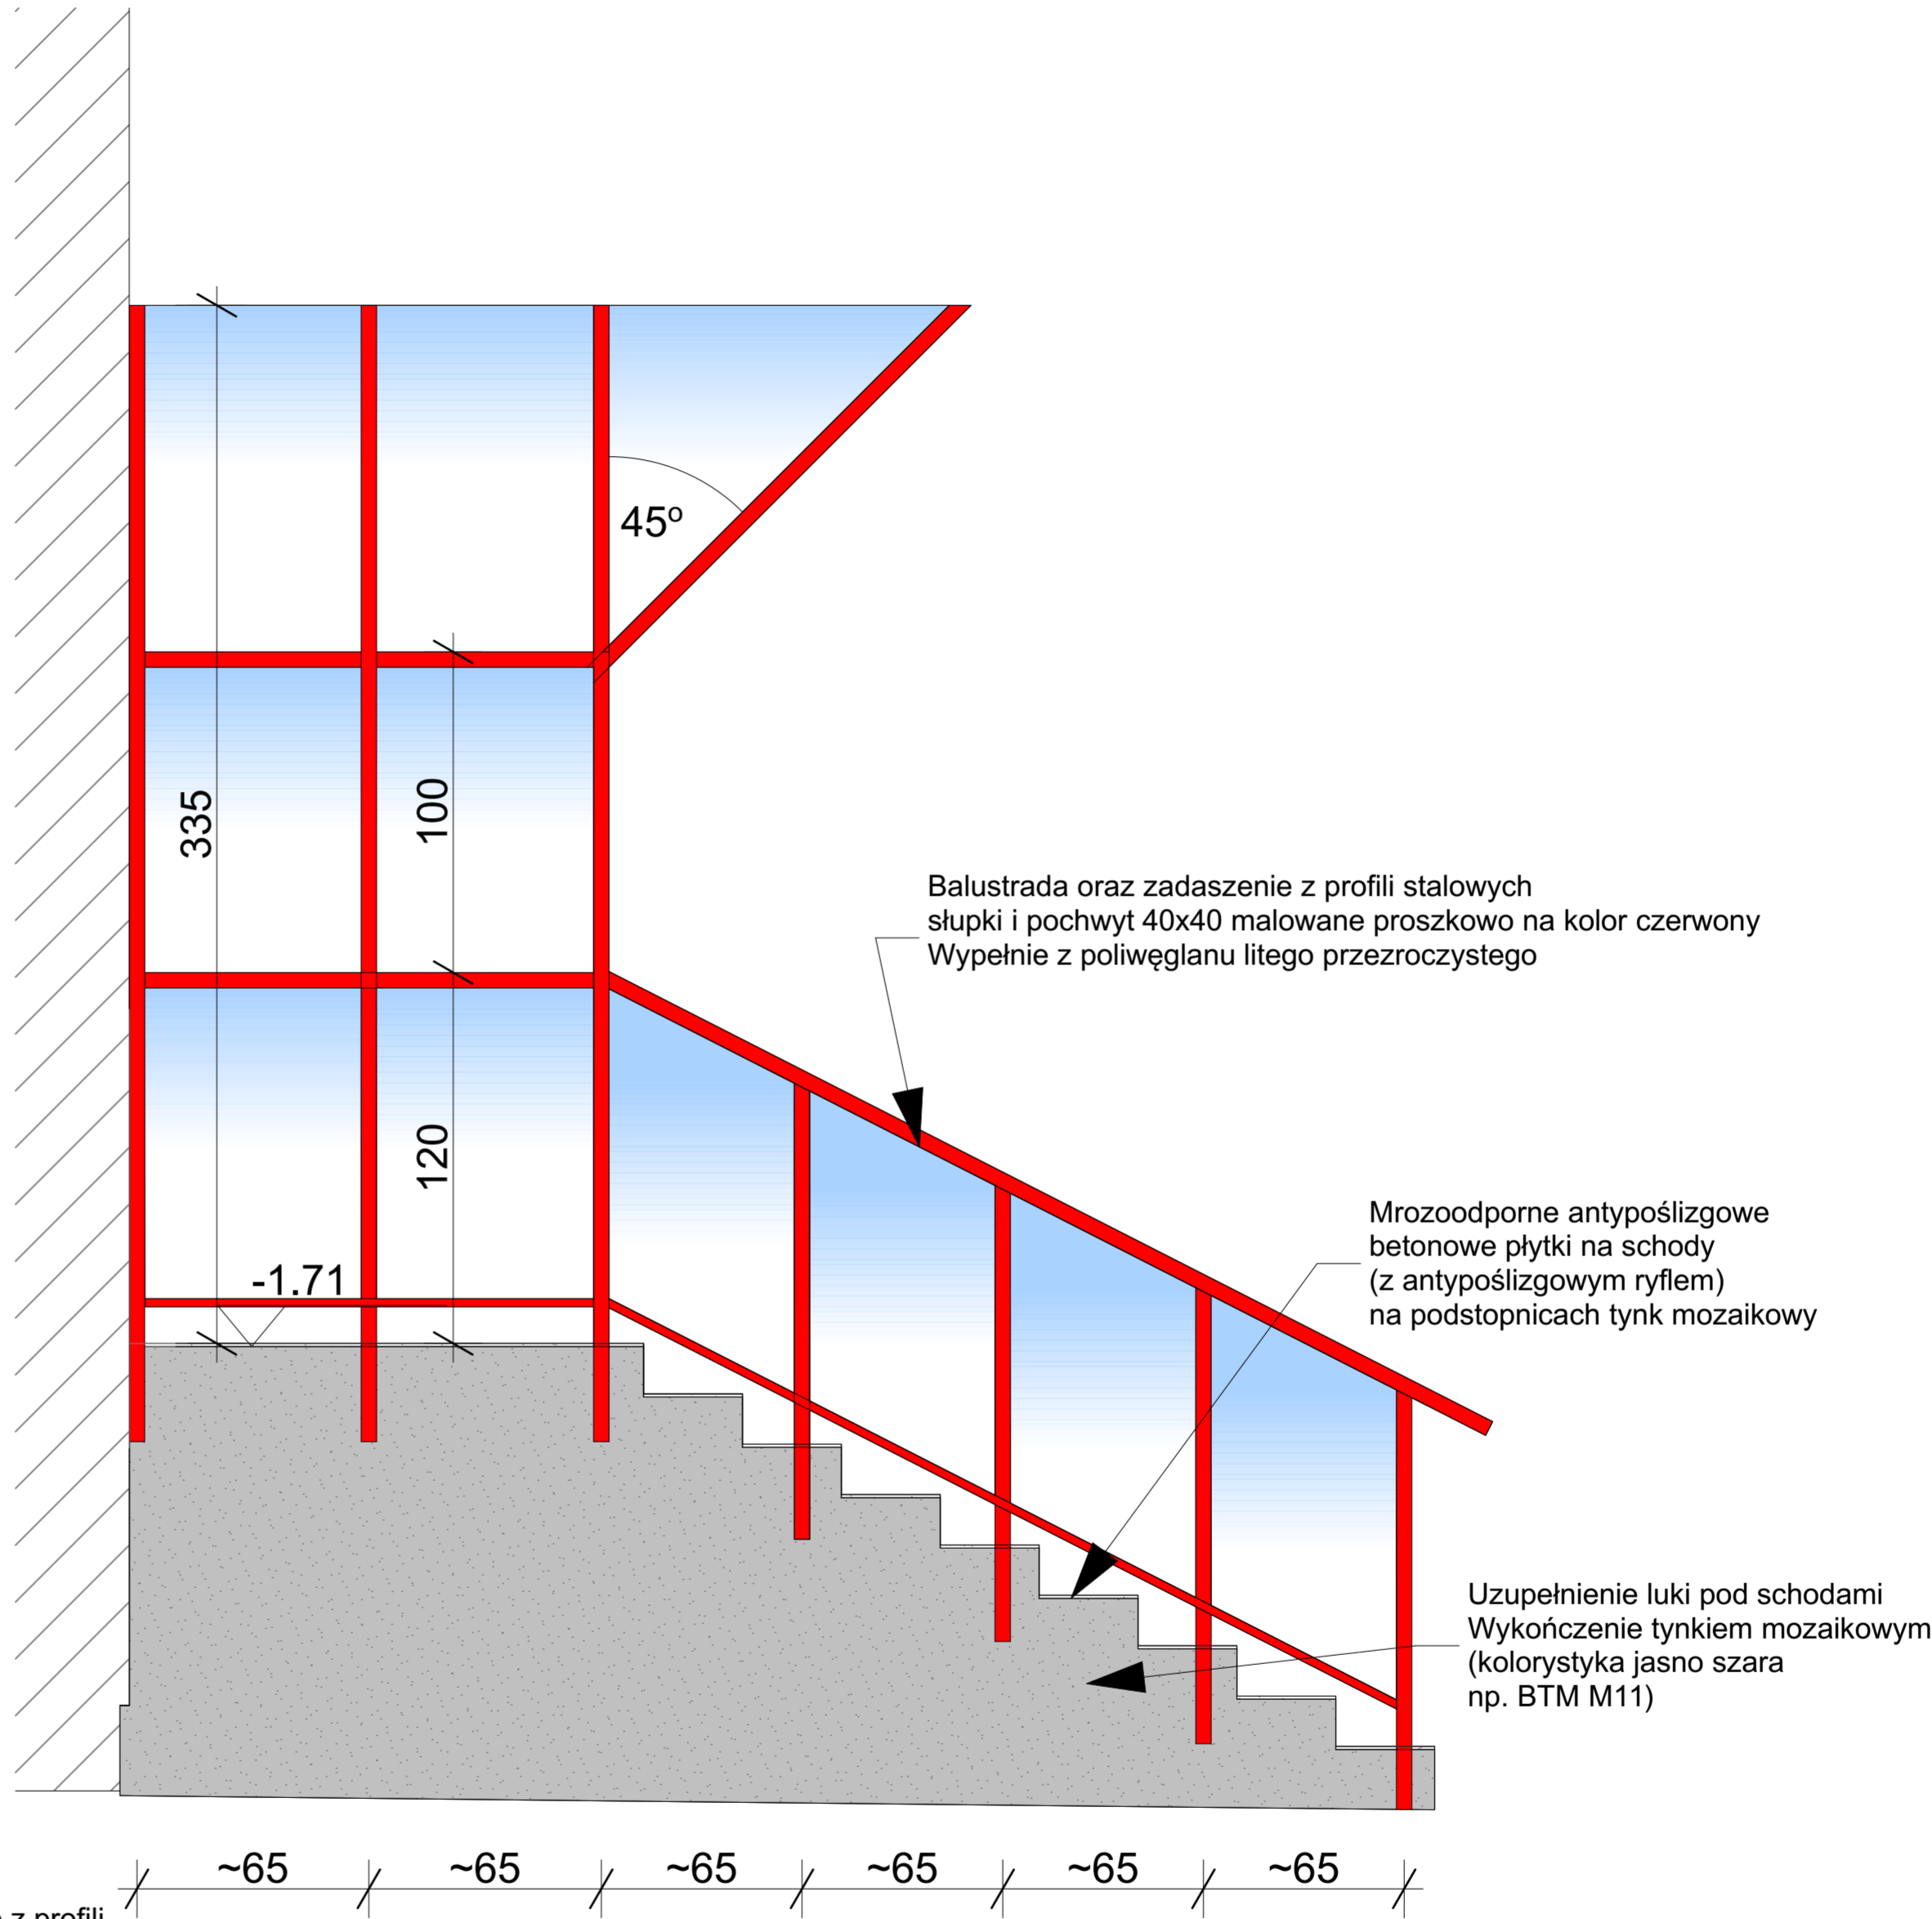 45º
335
100
Balustrada oraz zadaszenie z profili stalowych
słupki i pochwyt 40x40 malowane proszkowo na kolor czerwony
Wypełnie z poliwęglanu litego przezroczystego
120
Mrozoodporne antypoślizgowe
betonowe płytki na schody
(z antypoślizgowym ryflem)
na podstopnicach tynk mozaikowy
-1.71
Uzupełnienie luki pod schodami
Wykończenie tynkiem mozaikowym
(kolorystyka jasno szara
np. BTM M11)
~65 ~65 ~65 ~65 ~65 ~65
z profili